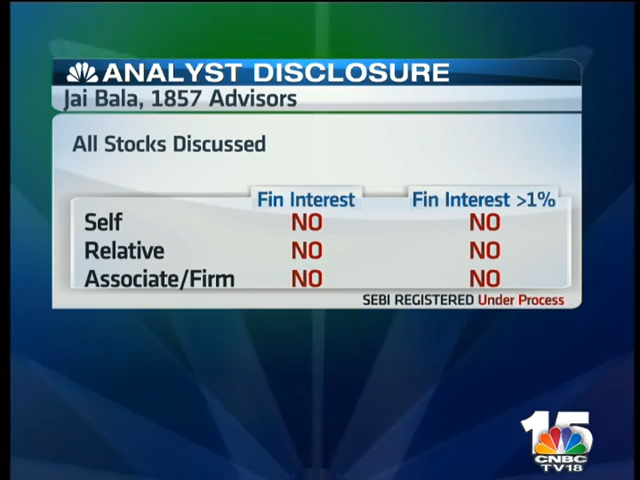 ANALYST DISCLOSURE
Jai Bala, 1857 Advisors
All Stocks Discussed
Fin Interest Fin Interest >1%
Self NO NO
Relative NO NO
Associate/Firm NO NO
SEBI REGISTERED Under Process
15
CNBC
TV18